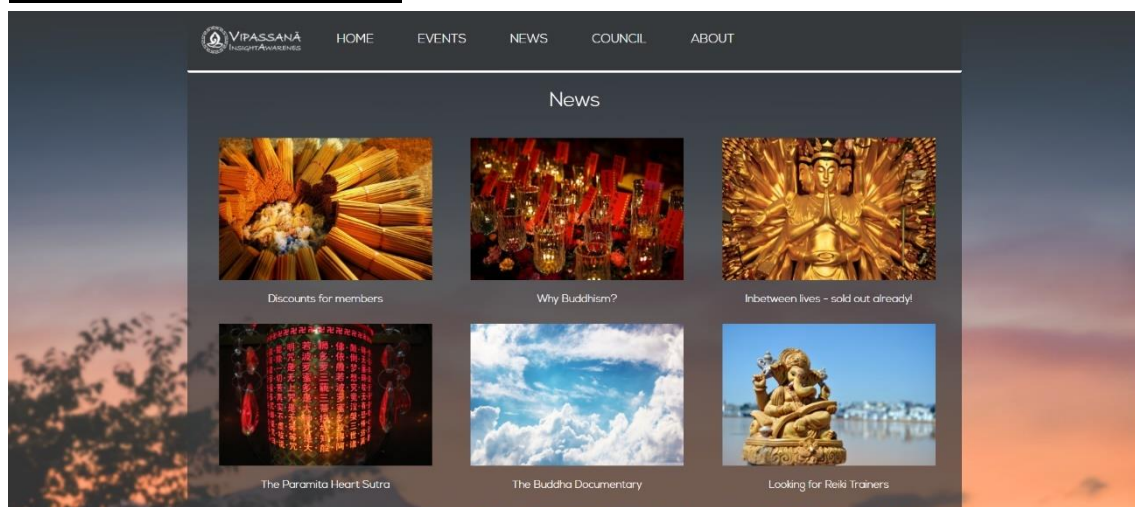 VIPASSANĀ
INSIGHTAWARENES
HOME EVENTS NEWS COUNCIL ABOUT
News
Discounts for members
Why Buddhism?
Inbetween lives - sold out already!
The Paramita Heart Sutra
The Buddha Documentary
Looking for Reiki Trainers